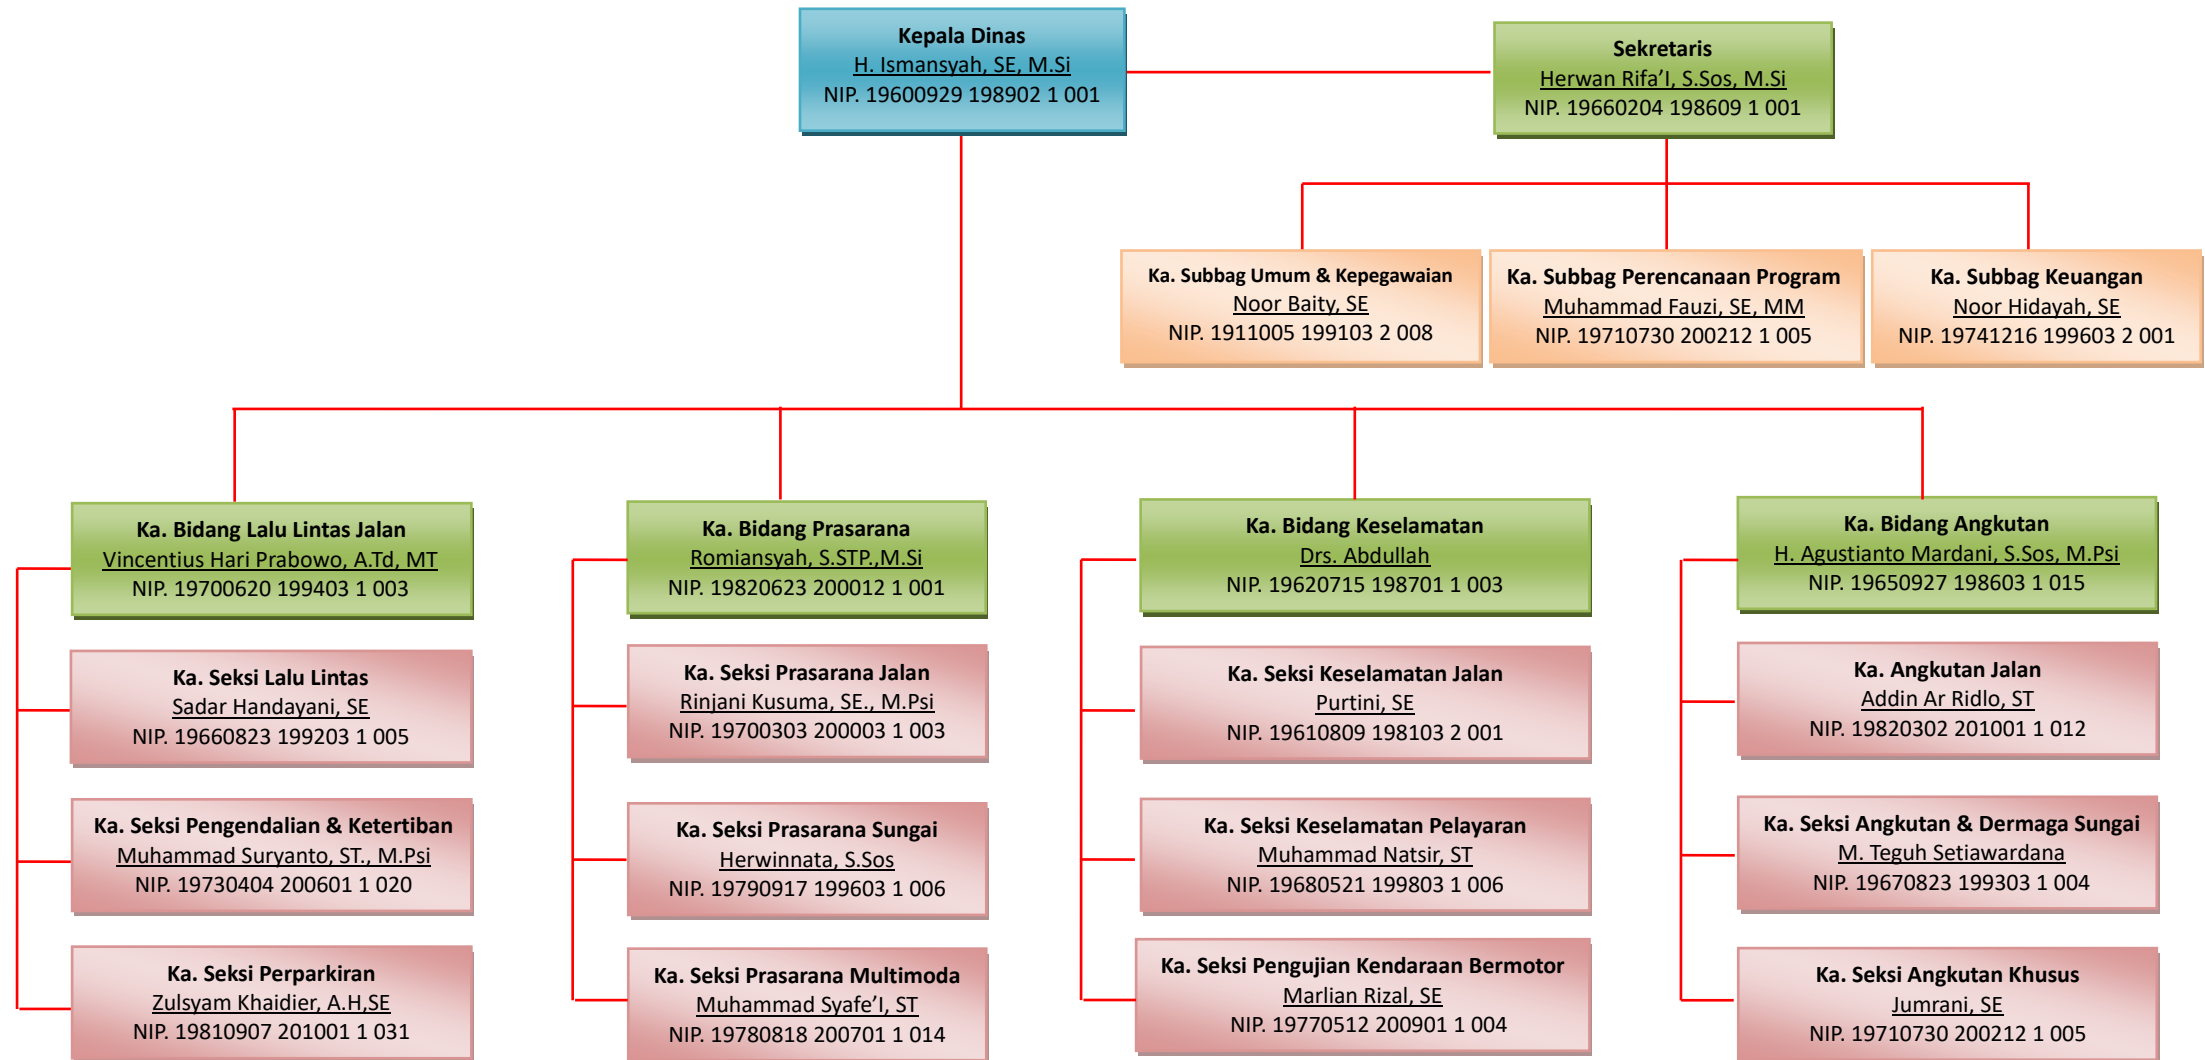 Kepala Dinas
H. Ismansyah, SE, M.Si
NIP. 19600929 198902 1 001
Sekretaris
Herwan Rifa’I, S.Sos, M.Si
NIP. 19660204 198609 1 001
Ka. Subbag Umum & Kepegawaian
Noor Baity, SE
NIP. 1911005 199103 2 008
Ka. Subbag Perencanaan Program
Muhammad Fauzi, SE, MM
NIP. 19710730 200212 1 005
Ka. Subbag Keuangan
Noor Hidayah, SE
NIP. 19741216 199603 2 001
Ka. Bidang Lalu Lintas Jalan
Vincentius Hari Prabowo, A.Td, MT
NIP. 19700620 199403 1 003
Ka. Seksi Lalu Lintas
Sadar Handayani, SE
NIP. 19660823 199203 1 005
Ka. Seksi Pengendalian & Ketertiban
Muhammad Suryanto, ST., M.Psi
NIP. 19730404 200601 1 020
Ka. Seksi Perparkiran
Zulsyam Khaidier, A.H,SE
NIP. 19810907 201001 1 031
Ka. Bidang Prasarana
Romiansyah, S.STP.,M.Si
NIP. 19820623 200012 1 001
Ka. Seksi Prasarana Jalan
Rinjani Kusuma, SE., M.Psi
NIP. 19700303 200003 1 003
Ka. Seksi Prasarana Sungai
Herwinnata, S.Sos
NIP. 19790917 199603 1 006
Ka. Seksi Prasarana Multimoda
Muhammad Syafe’I, ST
NIP. 19780818 200701 1 014
Ka. Bidang Keselamatan
Drs. Abdullah
NIP. 19620715 198701 1 003
Ka. Seksi Keselamatan Jalan
Purtini, SE
NIP. 19610809 198103 2 001
Ka. Seksi Keselamatan Pelayaran
Muhammad Natsir, ST
NIP. 19680521 199803 1 006
Ka. Seksi Pengujian Kendaraan Bermotor
Marlian Rizal, SE
NIP. 19770512 200901 1 004
Ka. Bidang Angkutan
H. Agustianto Mardani, S.Sos, M.Psi
NIP. 19650927 198603 1 015
Ka. Angkutan Jalan
Addin Ar Ridlo, ST
NIP. 19820302 201001 1 012
Ka. Seksi Angkutan & Dermaga Sungai
M. Teguh Setiawardana
NIP. 19670823 199303 1 004
Ka. Seksi Angkutan Khusus
Jumrani, SE
NIP. 19710730 200212 1 005